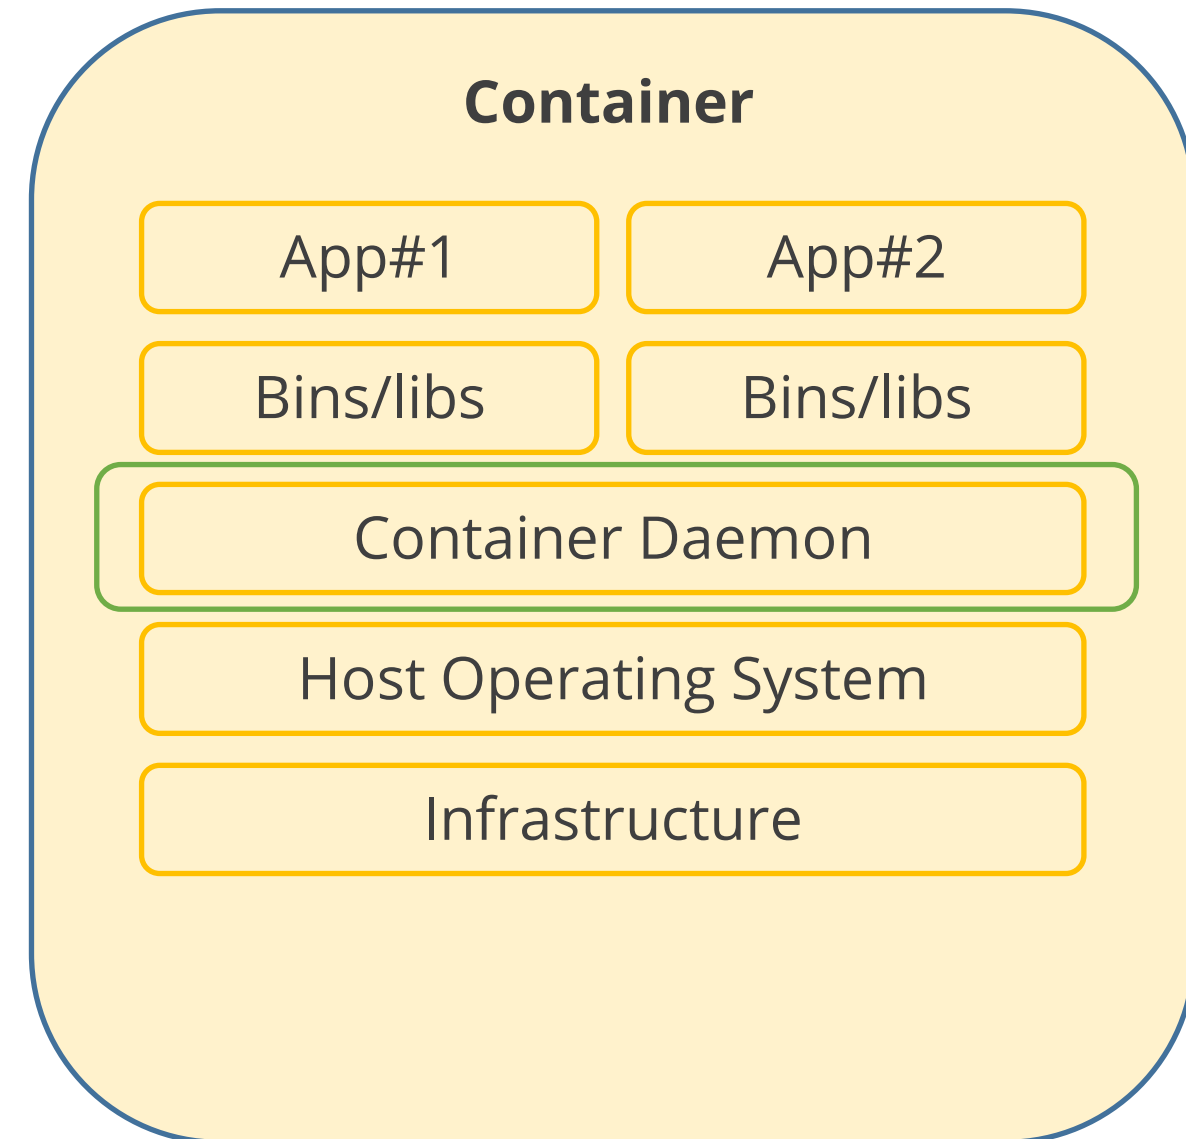 Container
App#1
App#2
Bins/libs
Bins/libs
Container Daemon
Host Operating System
Infrastructure